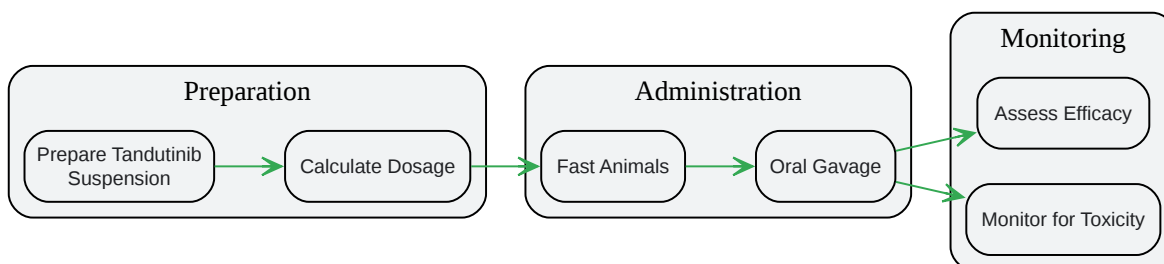 Preparation
Prepare Tandutinib
Suspension
Calculate Dosage
Administration
Fast Animals
Oral Gavage
Monitoring
Assess Efficacy
Monitor for Toxicity